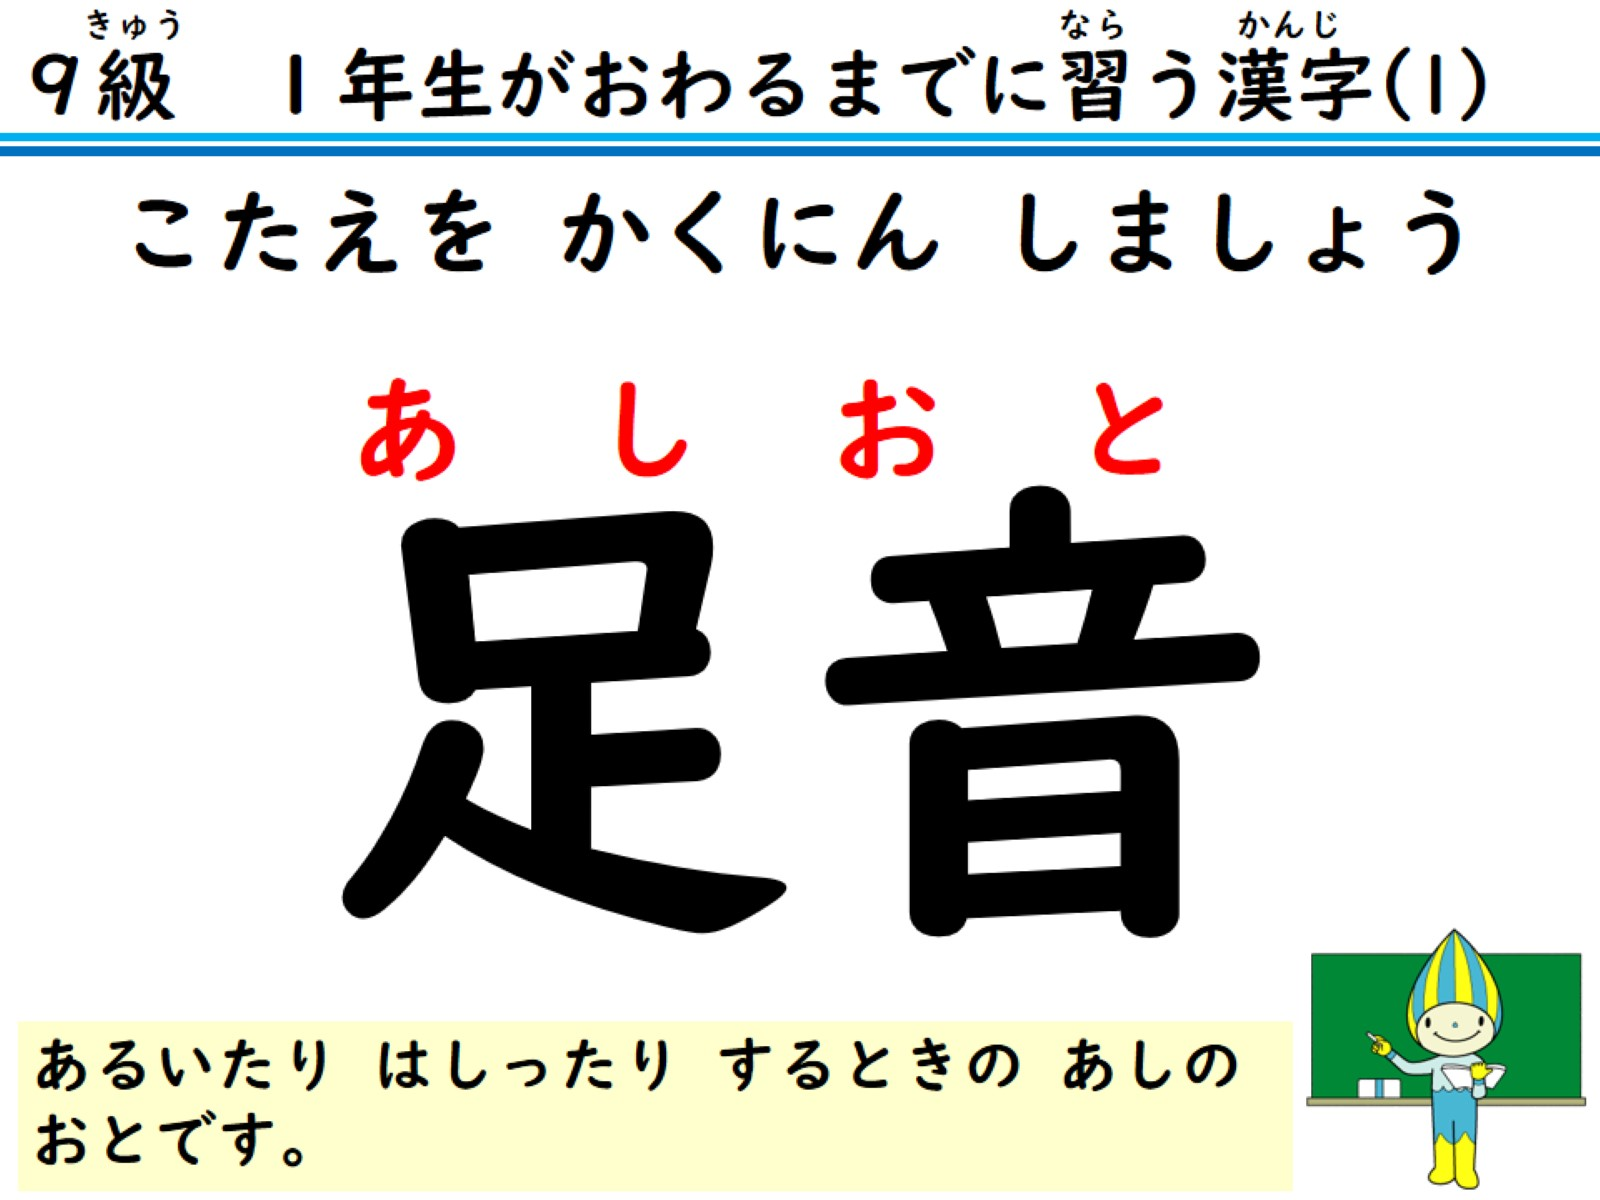 きゅう なら かんじ
9級 1年生がおわるまでに習う漢字(1)
こたえを かくにん しましょう
あ し お と
足音
あるいたり はしったり するときの あしの
おとです。